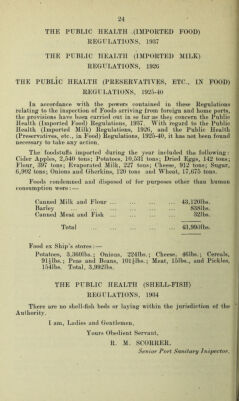 24
THE PUBLIC HEALTH (IMPORTED FOOD)
REGULATIONS, 1937
THE PUBLIC HEALTH (IMPORTED MILK)
REGULATIONS, 1926
THE PUBLIC HEALTH (PRESERVATIVES, ETC., IN FOOD)
REGULATIONS, 1925-40
In accordance with the powers contained in these Regulations
relating to the inspection of Foods arriving from foreign and home ports,
the provisions have been carried out in so far as they concern the Public
Health (Imported Food) Regulations, 1937. With regard to the Public
Health (Imported Milk) Regulations, 1926, and the Public Health
(Preservatives, etc., in Food) Regulations, 1925-40, it has not been found
necessary to take any action.
The foodstuffs imported during the year included the following:
Cider Apples, 2,540 tons; Potatoes, 10,531 tons; Dried Eggs, 142 tons;
Flour, 397 tons; Evaporated Milk, 227 tons; Cheese, 912 tons; Sugar,
6,902 tons; Onions and Gherkins, 120 tons and Wheat, 17,675 tons.
Foods condemned and disposed of for purposes other than human
consumption were:—
Canned Milk and Flour ... ... ... ... 43,120lbs.
Barley ... ... ... ... ... 838lbs.
Canned Meat and Fish ... ... ... ... 32lbs.
Total ... ... ... ... 43,990lbs.
Food ex Ship's stores:—
Potatoes, 3,360lbs.; Onions, 224lbs.; Cheese, 46lbs.; Cereals,
91½lbs.; Peas and Beans, 101½lbs.; Meat, 15lbs., and Pickles,
154lbs. Total, 3,992lbs.
THE PUBLIC HEALTH (SHELL-FISH)
REGULATIONS, 1934
There are no shell-fish beds or laying within the jurisdiction of the
Authority.
I am, Ladies and Gentlemen,
Yours Obedient Servant,
R. M. SCORRER,
Senior Port Sanitary Inspector.